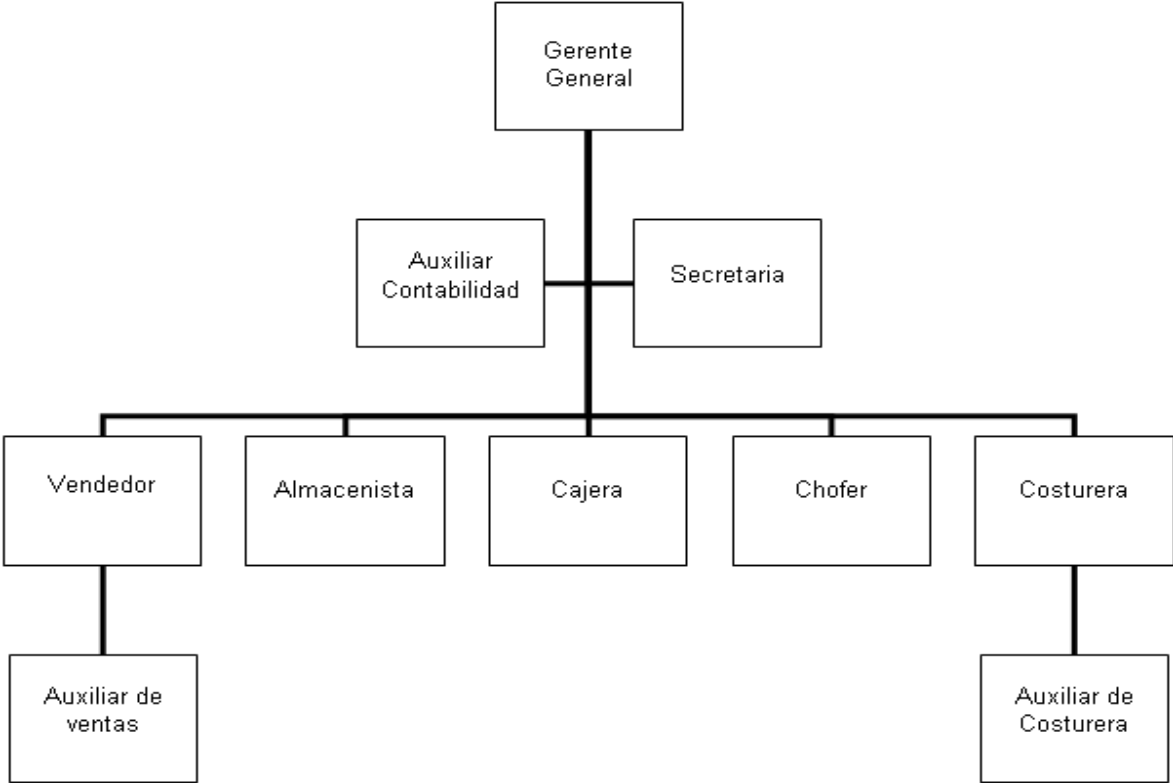 Gerente
General
Auxiliar
Contabilidad
Secretaria
Vendedor
Almacenista
Cajera
Chofer
Costurera
Auxiliar de
ventas
Auxiliar de
Costurera